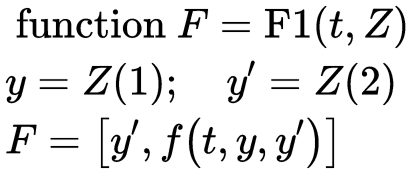 function F = F1(t, Z)
y = Z(1); y′ = Z(2)
F = [y′, f(t, y, y′)]